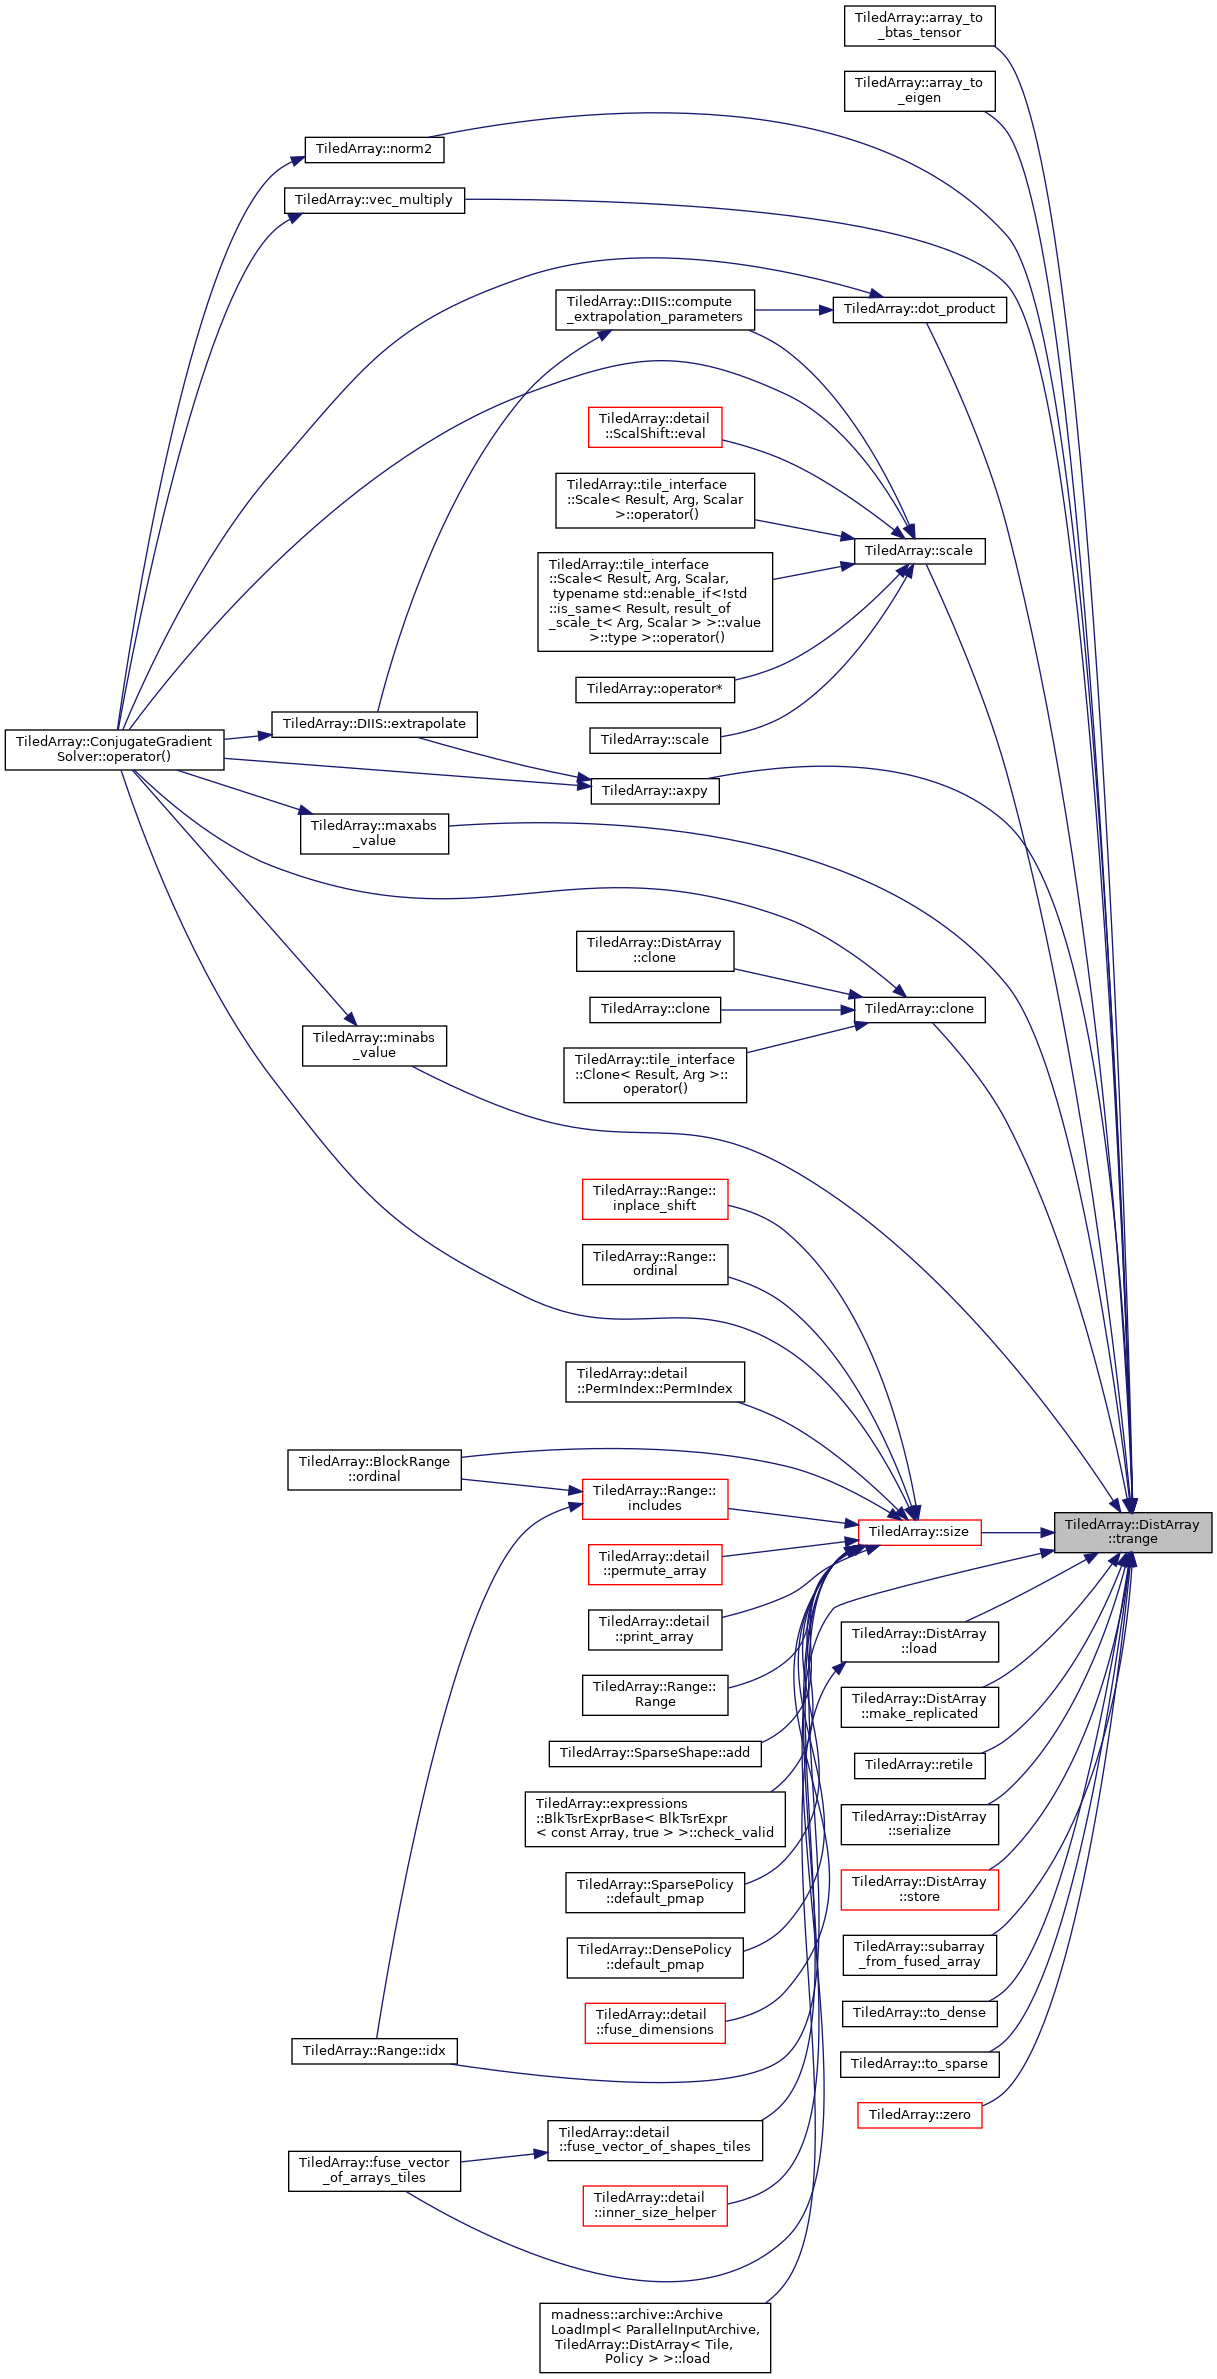 TiledArray::array_to
_btas_tensor
TiledArray::array_to
_eigen
TiledArray::norm2
TiledArray::vec_multiply
TiledArray::DIIS::compute
_extrapolation_parameters
TiledArray::dot_product
TiledArray::detail
::ScalShift::eval
TiledArray::tile_interface
::Scale< Result, Arg, Scalar
>::operator()
TiledArray::scale
TiledArray::tile_interface
::Scale< Result, Arg, Scalar,
typename std::enable_if<!std
::is_same< Result, result_of
_scale_t< Arg, Scalar > >::value
>::type >::operator()
TiledArray::operator*
TiledArray::DIIS::extrapolate
TiledArray::scale
TiledArray::ConjugateGradient
Solver::operator()
TiledArray::axpy
TiledArray::maxabs
_value
TiledArray::DistArray
::clone
TiledArray::clone
TiledArray::clone
TiledArray::minabs
_value
TiledArray::tile_interface
::Clone< Result, Arg >::
operator()
TiledArray::Range::
inplace_shift
TiledArray::Range::
ordinal
TiledArray::detail
::PermIndex::PermIndex
TiledArray::BlockRange
::ordinal
TiledArray::Range::
includes
TiledArray::size
TiledArray::DistArray
::trange
TiledArray::detail
::permute_array
TiledArray::detail
::print_array
TiledArray::DistArray
::load
TiledArray::Range::
Range
TiledArray::DistArray
::make_replicated
TiledArray::SparseShape::add
TiledArray::retile
TiledArray::expressions
::BlkTsrExprBase< BlkTsrExpr
< const Array, true > >::check_valid
TiledArray::DistArray
::serialize
TiledArray::SparsePolicy
::default_pmap
TiledArray::DistArray
::store
TiledArray::DensePolicy
::default_pmap
TiledArray::subarray
_from_fused_array
TiledArray::detail
::fuse_dimensions
TiledArray::to_dense
TiledArray::Range::idx
TiledArray::to_sparse
TiledArray::zero
TiledArray::detail
::fuse_vector_of_shapes_tiles
TiledArray::fuse_vector
_of_arrays_tiles
TiledArray::detail
::inner_size_helper
madness::archive::Archive
LoadImpl< ParallelInputArchive,
TiledArray::DistArray< Tile,
Policy > >::load